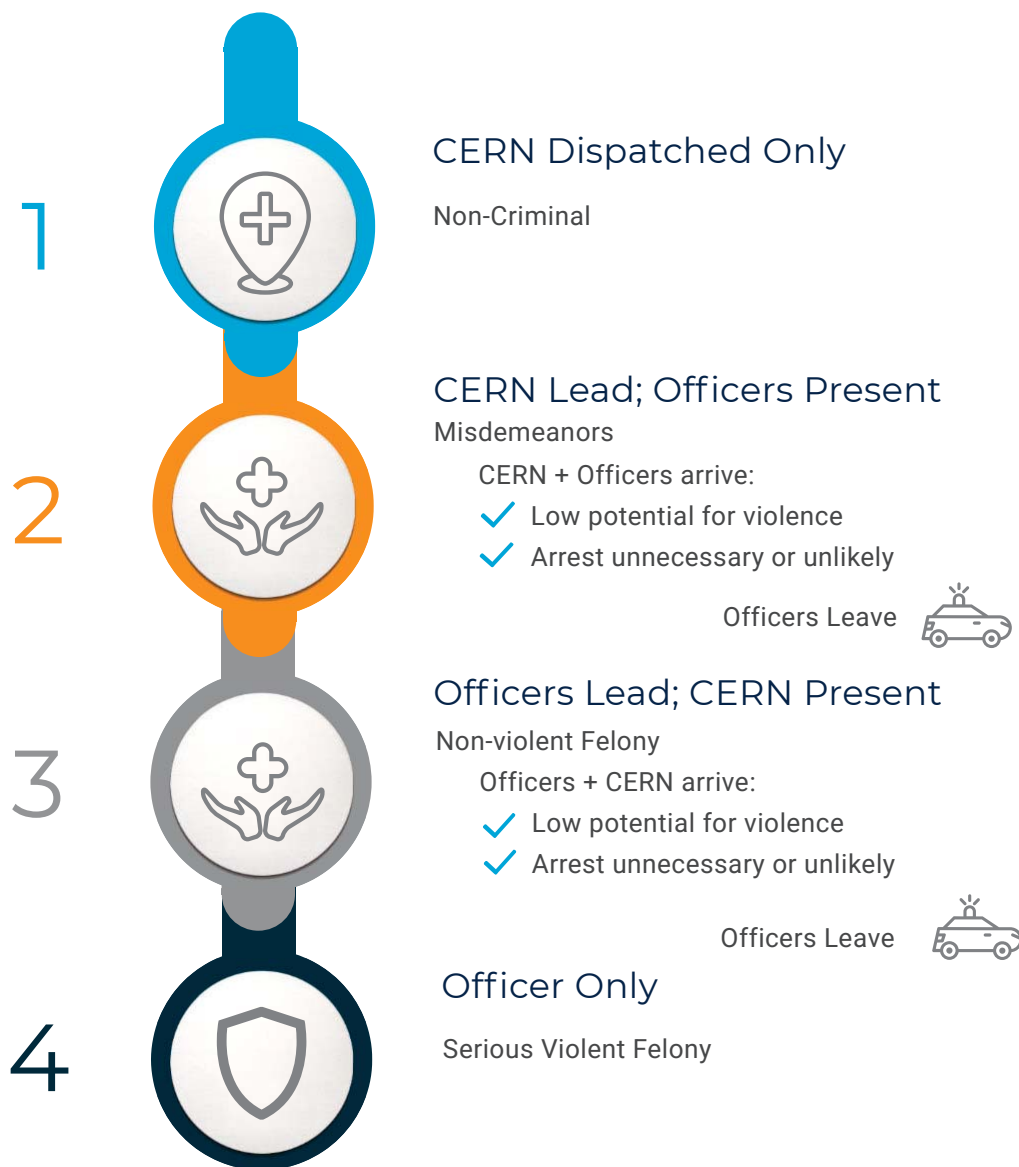 1
CERN Dispatched Only
Non-Criminal
2
CERN Lead; Officers Present
Misdemeanors
CERN + Officers arrive:
Low potential for violence
Arrest unnecessary or unlikely
Officers Leave
3
Officers Lead; CERN Present
Non-violent Felony
Officers + CERN arrive:
Low potential for violence
Arrest unnecessary or unlikely
Officers Leave
4
Officer Only
Serious Violent Felony